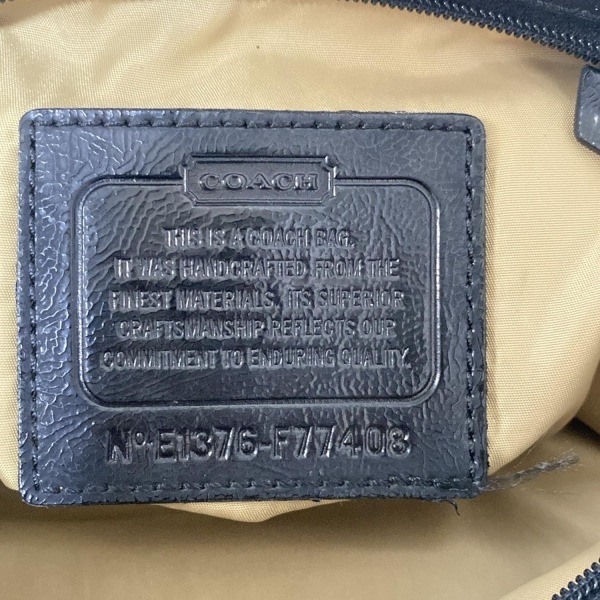 COACH
THIS IS A COACH BAG.
IT WAS HANDCRAFTED FROM THE
FINEST MATERIALS. ITS SUPERIOR
CRAFTSMANSHIP REFLECTS OUR
COMMITMENT TO ENDURING QUALITY.
Nº E1376-F77408